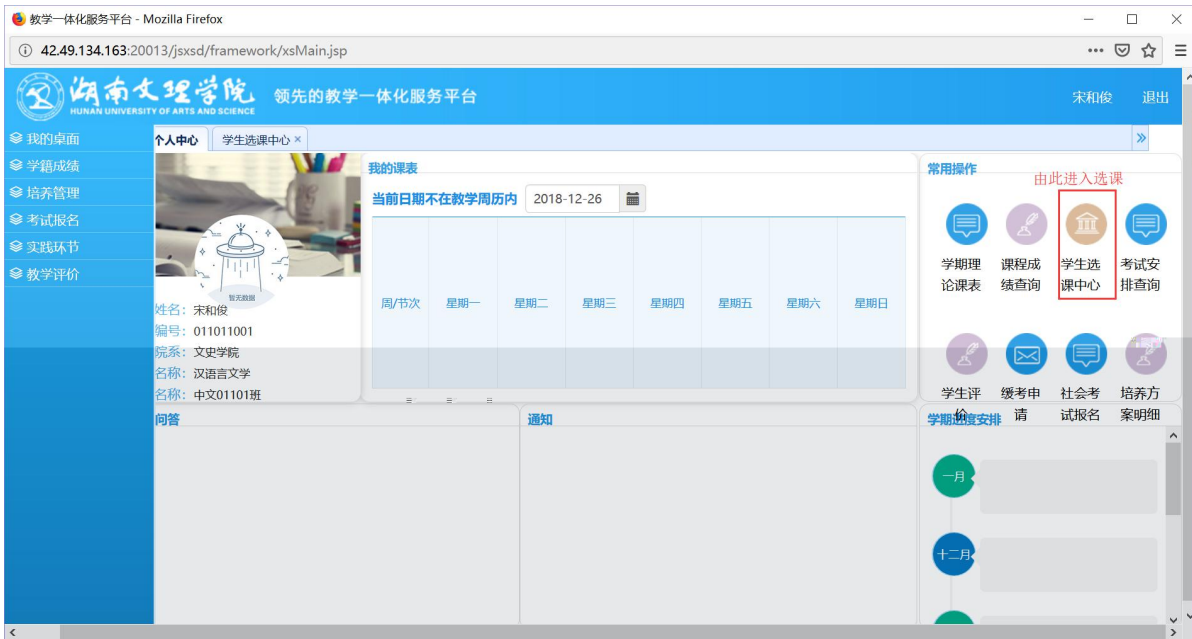 教学一体化服务平台 - Mozilla Firefox
42.49.134.163:20013/jsxsd/framework/xsMain.jsp
湖南文理学院 领先的教学一体化服务平台 宋和俊 退出
HUNAN UNIVERSITY OF ARTS AND SCIENCE
我的桌面
学籍成绩
培养管理
考试报名
实践环节
教学评价
个人中心 学生选课中心 ×
暂无数据
姓名：宋和俊
编号：011011001
院系：文史学院
名称：汉语言文学
名称：中文01101班
我的课表
当前日期不在教学周历内 2018-12-26
周/节次 星期一 星期二 星期三 星期四 星期五 星期六 星期日
常用操作
由此进入选课
学期理论课表
课程成绩查询
学生选课中心
考试安排查询
学生评价
缓考申请
社会考试报名
培养方案明细
问答
通知
学期进度安排
一月
十二月